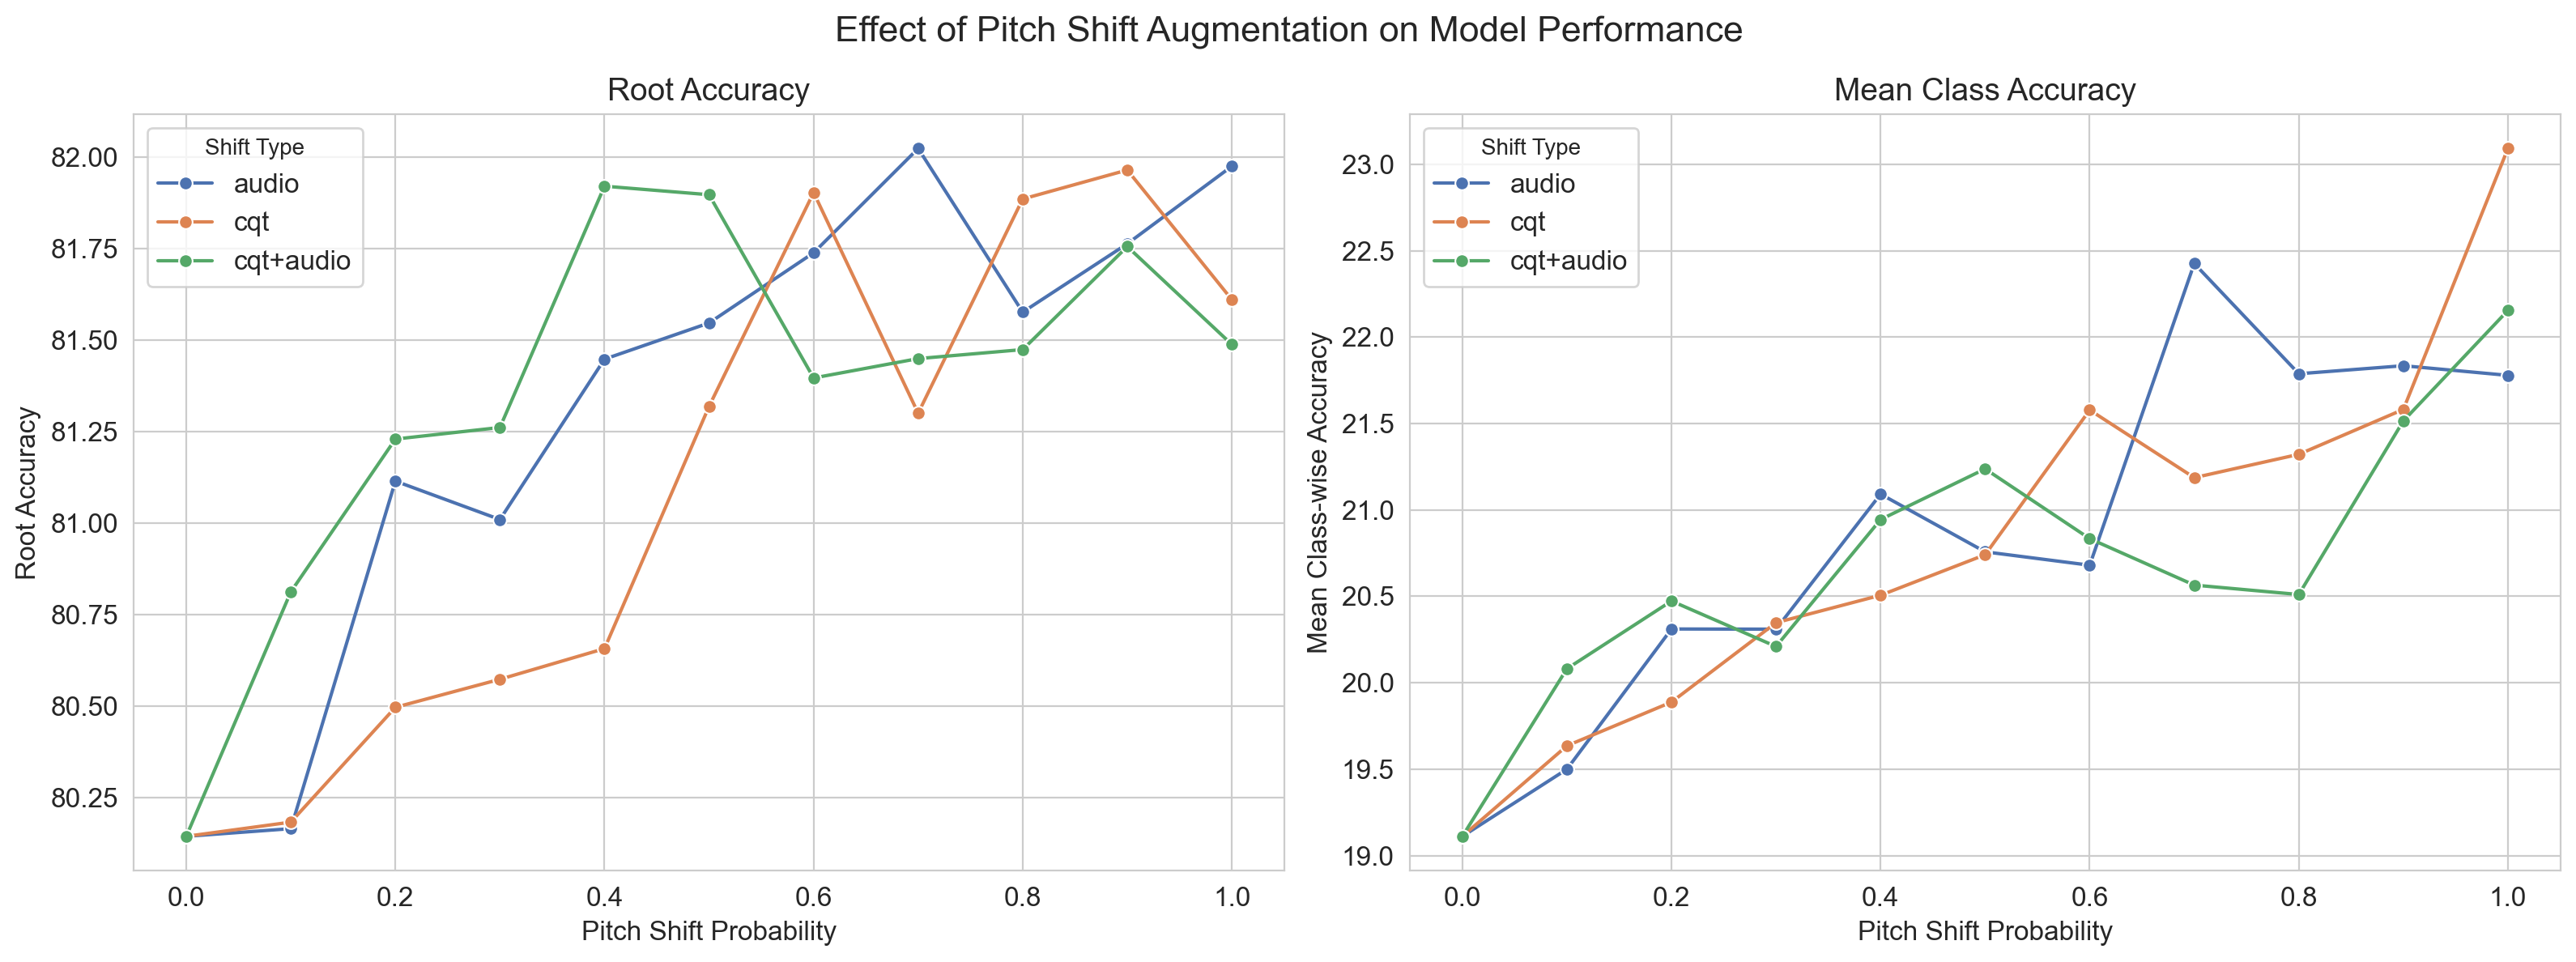 Effect of Pitch Shift Augmentation on Model Performance
Root Accuracy
Shift Type
audio
cqt
cqt+audio
82.00
81.75
81.50
81.25
81.00
80.75
80.50
80.25
Root Accuracy
0.0 0.2 0.4 0.6 0.8 1.0
Pitch Shift Probability
Mean Class Accuracy
Shift Type
audio
cqt
cqt+audio
23.0
22.5
22.0
21.5
21.0
20.5
20.0
19.5
19.0
Mean Class-wise Accuracy
0.0 0.2 0.4 0.6 0.8 1.0
Pitch Shift Probability